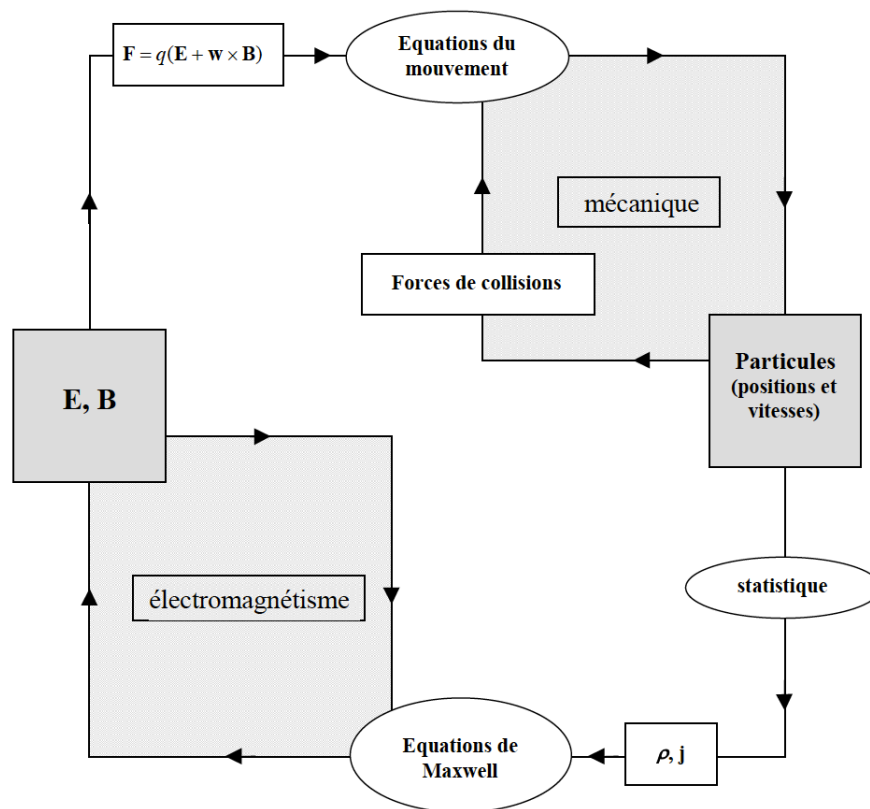 F = q(E + w × B)
Equations du
mouvement
mécanique
Forces de collisions
Particules
(positions et
vitesses)
E, B
électromagnétisme
statistique
Equations de
Maxwell
ρ, j